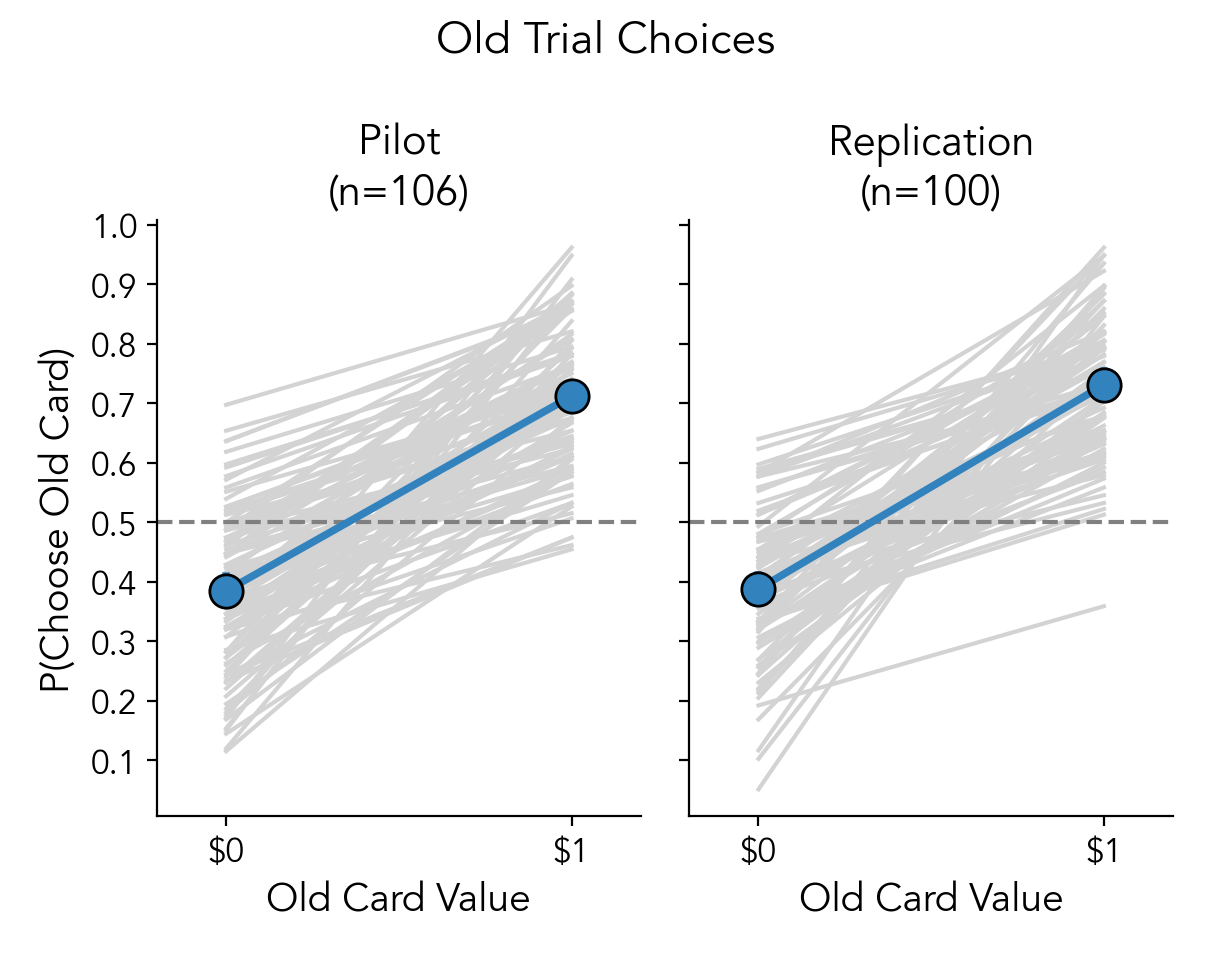 Old Trial Choices
Pilot
(n=106)
Replication
(n=100)
P(Choose Old Card)
1.0
0.9
0.8
0.7
0.6
0.5
0.4
0.3
0.2
0.1
$0
$1
$0
$1
Old Card Value
Old Card Value